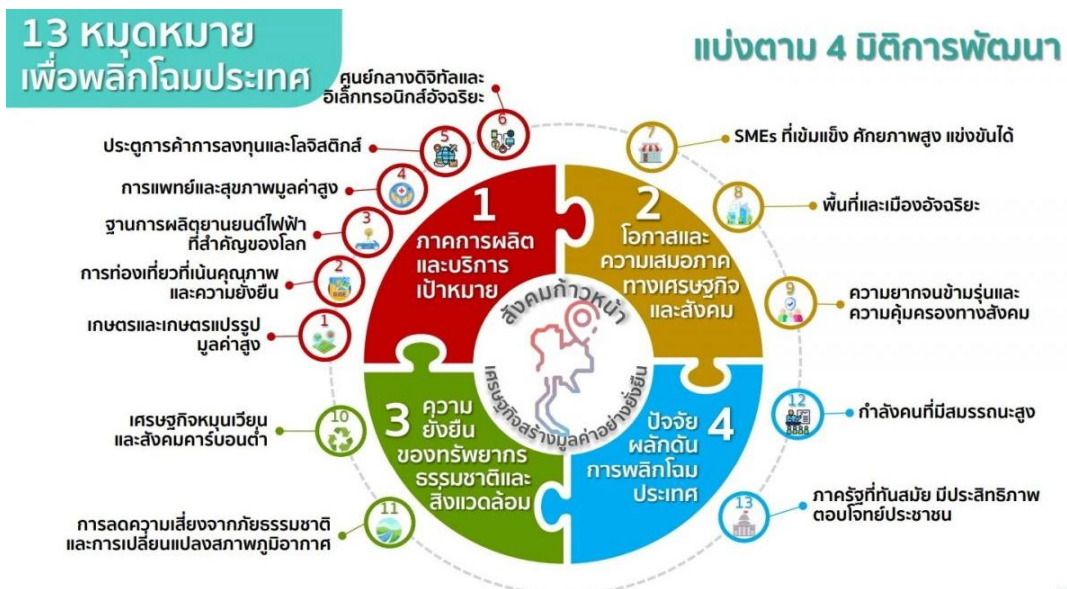 13 หมุดหมาย
เพื่อพลิกโฉมประเทศ
แบ่งตาม 4 มิติการพัฒนา
ศูนย์กลางดิจิทัลและ
อิเล็กทรอนิกส์อัจฉริยะ
6
ประตูการค้าการลงทุนและโลจิสติกส์
5
การแพทย์และสุขภาพมูลค่าสูง
4
ฐานการผลิตยานยนต์ไฟฟ้า
ที่สำคัญของโลก
3
การท่องเที่ยวที่เน้นคุณภาพ
และความยั่งยืน
2
เกษตรและเกษตรแปรรูป
มูลค่าสูง
1
1
ภาคการผลิต
และบริการ
เป้าหมาย
2
โอกาสและ
ความเสมอภาค
ทางเศรษฐกิจ
และสังคม
7
SMEs ที่เข้มแข็ง ศักยภาพสูง แข่งขันได้
8
พื้นที่และเมืองอัจฉริยะ
9
ความยากจนข้ามรุ่นและ
ความคุ้มครองทางสังคม
สังคมก้าวหน้า
เศรษฐกิจสร้างมูลค่าอย่างยั่งยืน
3
ความ
ยั่งยืน
ของทรัพยากร
ธรรมชาติและ
สิ่งแวดล้อม
10
เศรษฐกิจหมุนเวียน
และสังคมคาร์บอนต่ำ
11
การลดความเสี่ยงจากภัยธรรมชาติ
และการเปลี่ยนแปลงสภาพภูมิอากาศ
4
ปัจจัย
ผลักดัน
การพลิกโฉม
ประเทศ
12
กำลังคนที่มีสมรรถนะสูง
13
ภาครัฐที่ทันสมัย มีประสิทธิภาพ
ตอบโจทย์ประชาชน